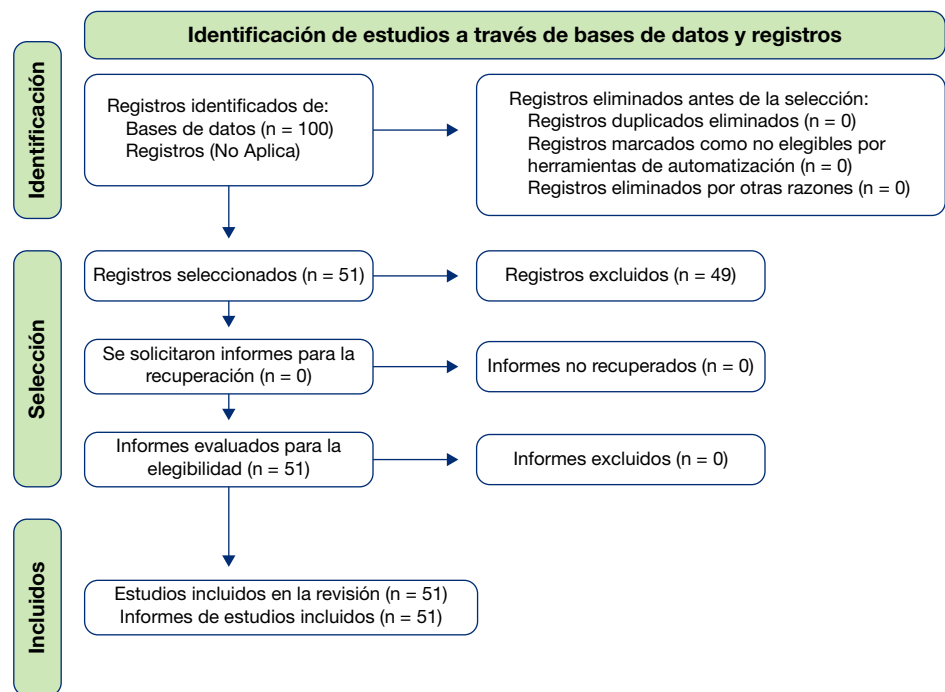 Identificación de estudios a través de bases de datos y registros
Identificación
Registros identificados de:
Bases de datos (n = 100)
Registros (No Aplica)
Registros eliminados antes de la selección:
Registros duplicados eliminados (n = 0)
Registros marcados como no elegibles por
herramientas de automatización (n = 0)
Registros eliminados por otras razones (n = 0)
Selección
Registros seleccionados (n = 51)
Registros excluidos (n = 49)
Se solicitaron informes para la
recuperación (n = 0)
Informes no recuperados (n = 0)
Informes evaluados para la
elegibilidad (n = 51)
Informes excluidos (n = 0)
Incluidos
Estudios incluidos en la revisión (n = 51)
Informes de estudios incluidos (n = 51)